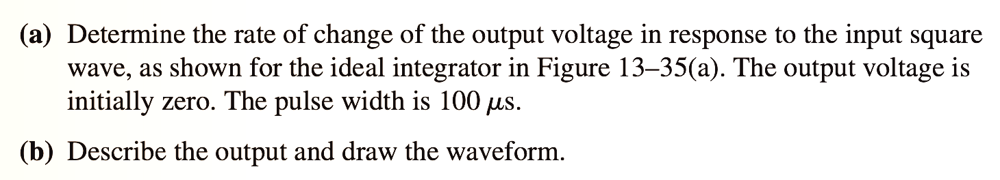 (a) Determine the rate of change of the output voltage in response to the input square
wave, as shown for the ideal integrator in Figure 13–35(a). The output voltage is
initially zero. The pulse width is 100 μs.
(b) Describe the output and draw the waveform.